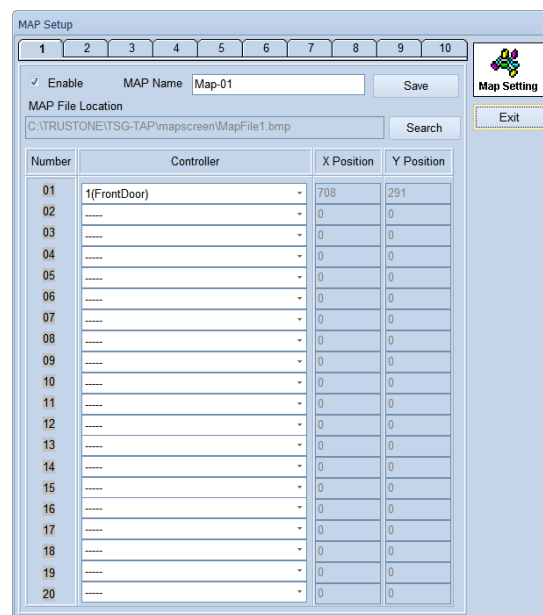 MAP Setup
1 2 3 4 5 6 7 8 9 10
Enable MAP Name Map-01 Save
MAP File Location
C:\TRUSTONE\TSG-TAP\mapscreen\MapFile1.bmp Search
Map Setting
Exit
Number Controller X Position Y Position
01 1(FrontDoor) 708 291
02 ----- 0 0
03 ----- 0 0
04 ----- 0 0
05 ----- 0 0
06 ----- 0 0
07 ----- 0 0
08 ----- 0 0
09 ----- 0 0
10 ----- 0 0
11 ----- 0 0
12 ----- 0 0
13 ----- 0 0
14 ----- 0 0
15 ----- 0 0
16 ----- 0 0
17 ----- 0 0
18 ----- 0 0
19 ----- 0 0
20 ----- 0 0